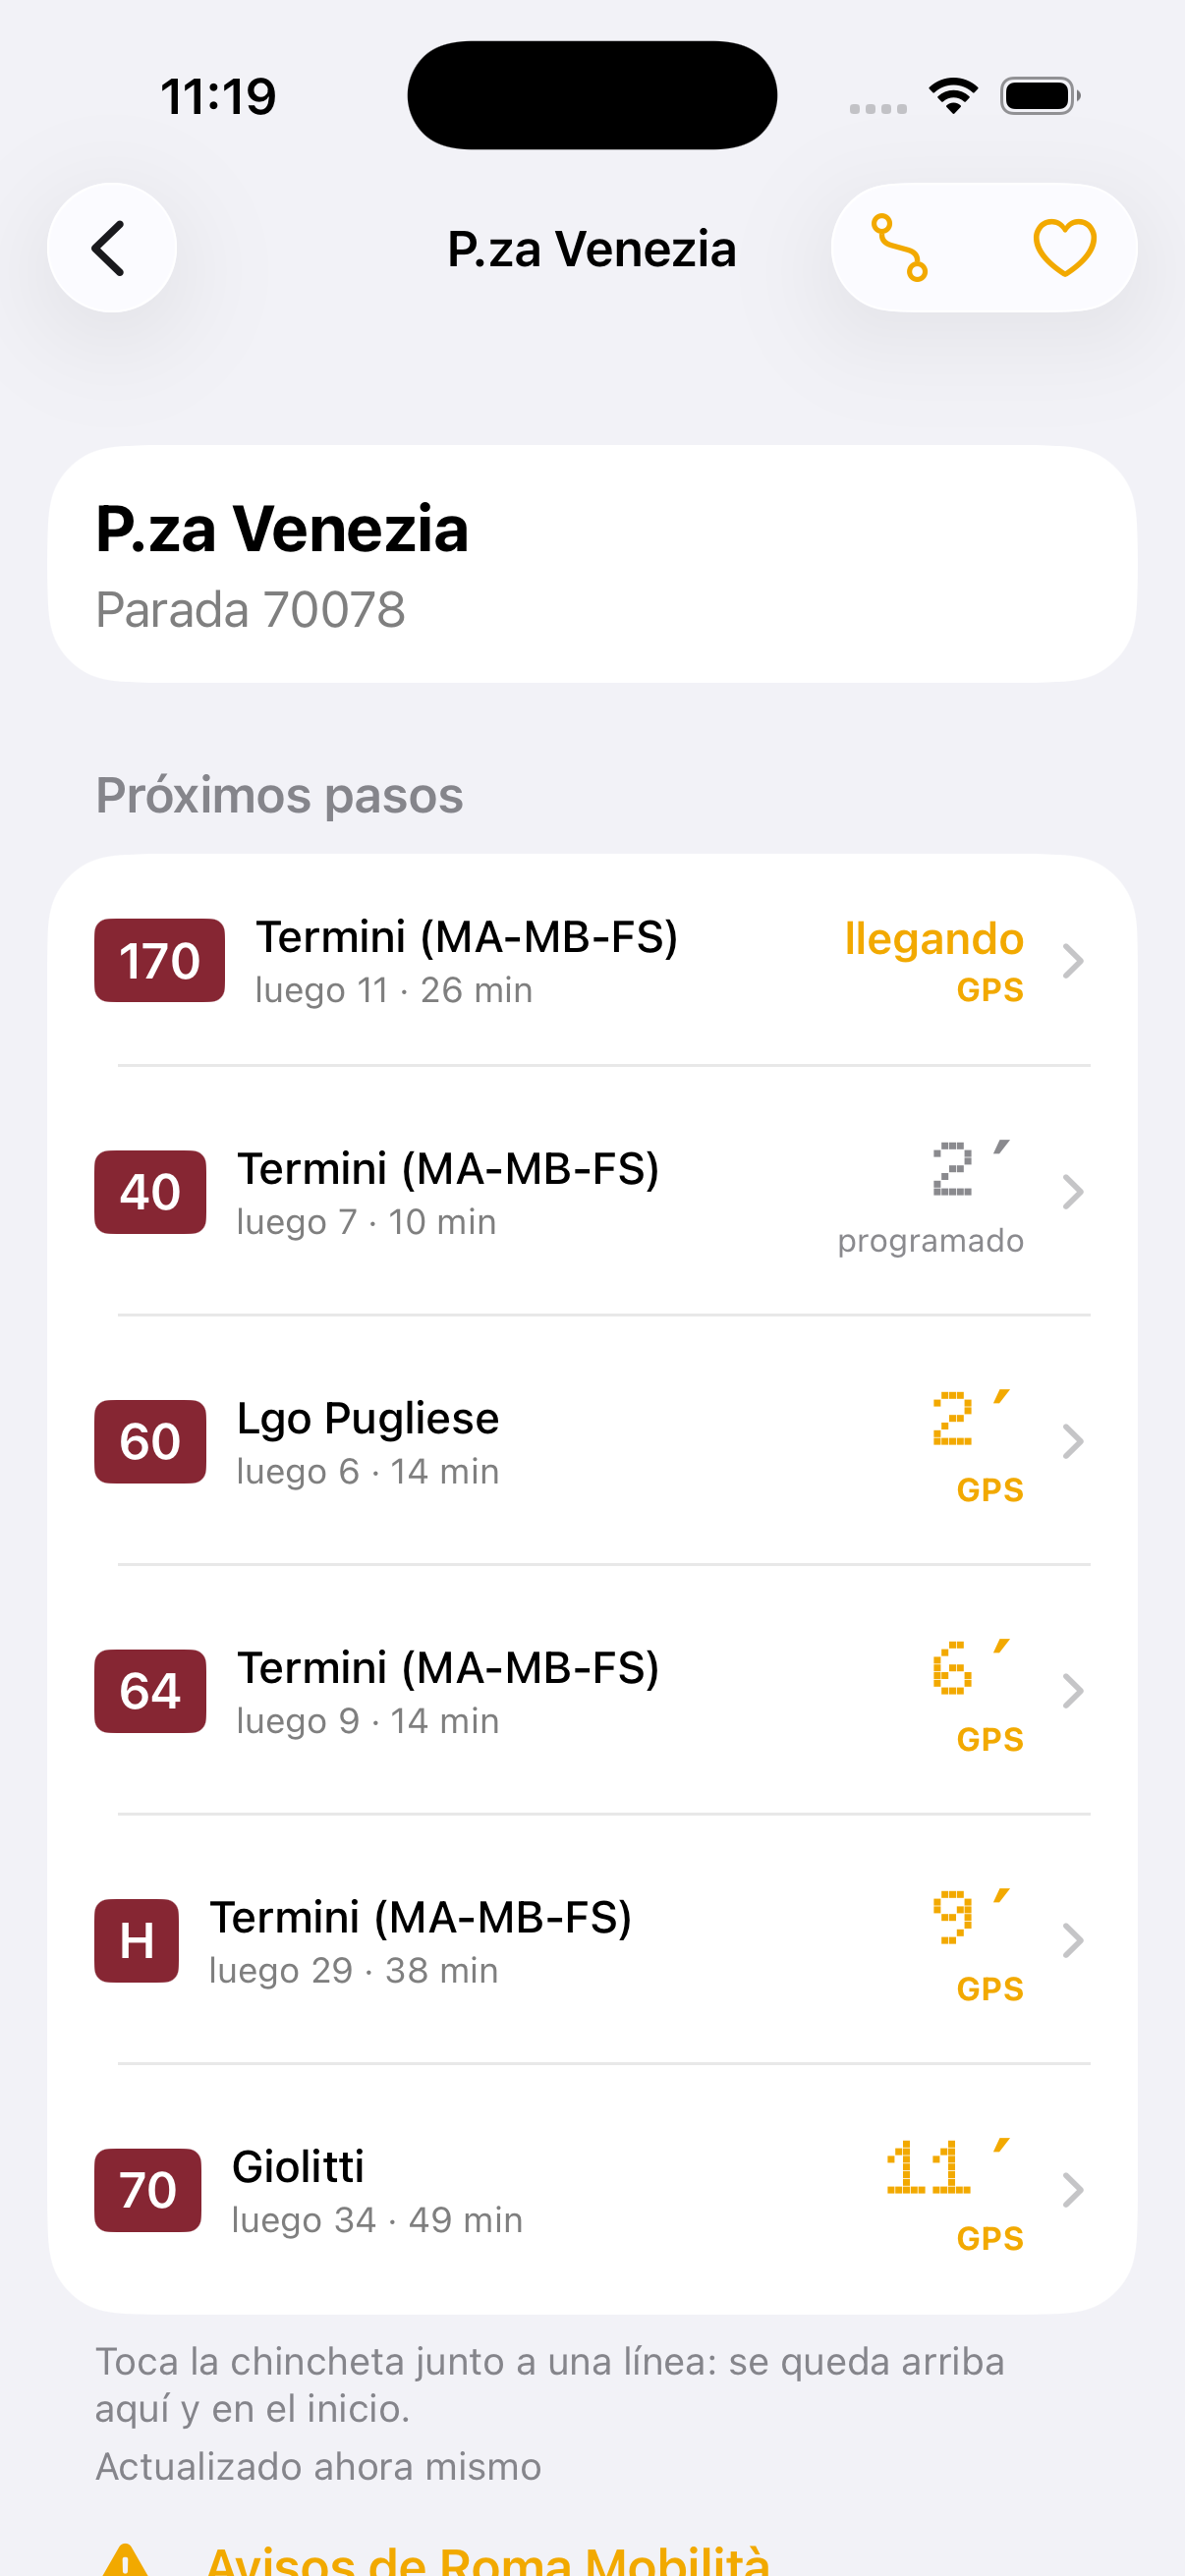 11:19
P.za Venezia
P.za Venezia
Parada 70078
Próximos pasos
170 Termini (MA-MB-FS) llegando
luego 11 · 26 min GPS
40 Termini (MA-MB-FS) 2′
luego 7 · 10 min programado
60 Lgo Pugliese 2′
luego 6 · 14 min GPS
64 Termini (MA-MB-FS) 6′
luego 9 · 14 min GPS
H Termini (MA-MB-FS) 9′
luego 29 · 38 min GPS
70 Giolitti 11′
luego 34 · 49 min GPS
Toca la chincheta junto a una línea: se queda arriba
aquí y en el inicio.
Actualizado ahora mismo
Avisos de Roma Mobilità